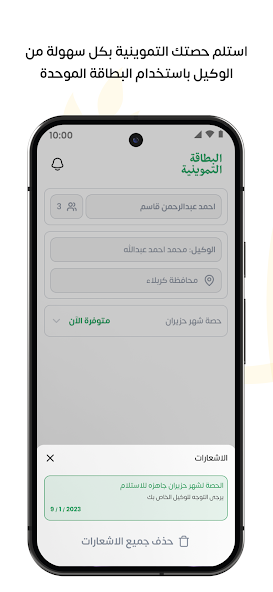 استلم حصتك التموينية بكل سهولة من
الوكيل باستخدام البطاقة الموحدة
10:00
البطاقة
التموينية
احمد عبدالرحمن قاسم
3
الوكيل: محمد احمد عبدالله
محافظة كربلاء
حصة شهر حزيران
متوفرة الأن
الاشعارات
الحصة لشهر حزيران جاهزه للاستلام
يرجى التوجه للوكيل الخاص بك
9 / 1 / 2023
حذف جميع الاشعارات